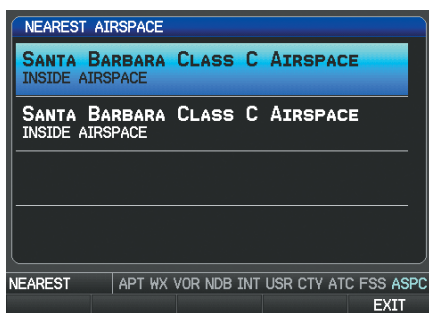 NEAREST AIRSPACE
SANTA BARBARA CLASS C AIRSPACE
INSIDE AIRSPACE
SANTA BARBARA CLASS C AIRSPACE
INSIDE AIRSPACE
NEAREST APT WX VOR NDB INT USR CTY ATC FSS ASPC
EXIT